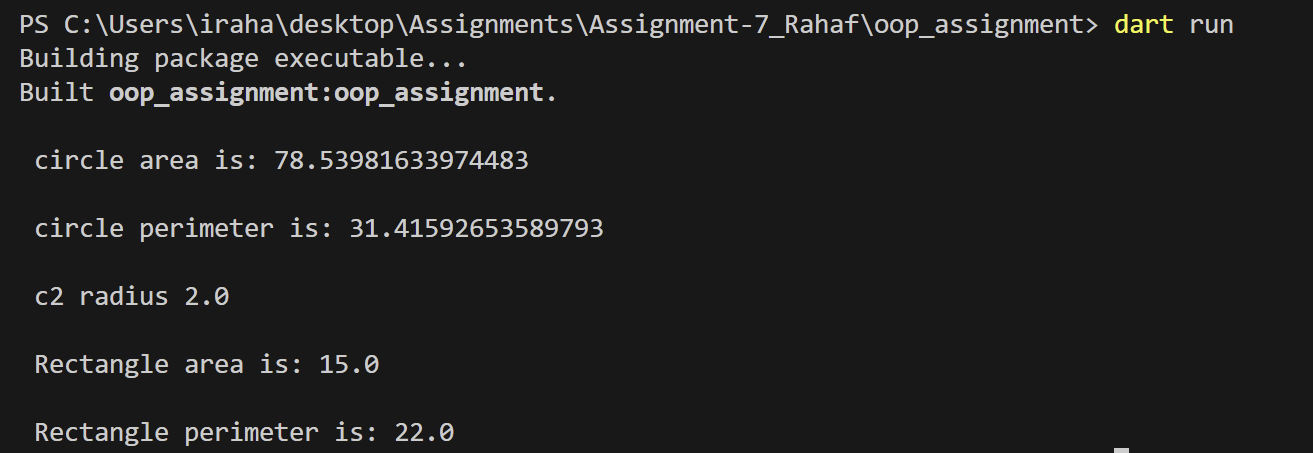 PS C:\Users\iraha\desktop\Assignments\Assignment-7_Rahaf\oop_assignment> dart run
Building package executable...
Built oop_assignment:oop_assignment.
circle area is: 78.53981633974483
circle perimeter is: 31.41592653589793
c2 radius 2.0
Rectangle area is: 15.0
Rectangle perimeter is: 22.0